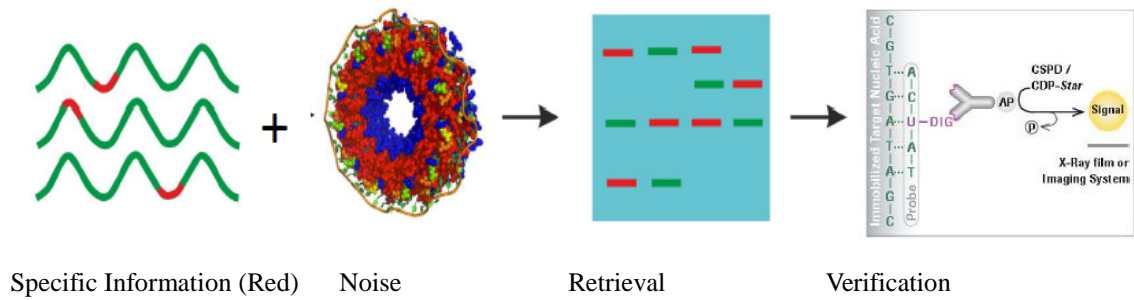 +
Immobilized Target Nucleic Acid
C G T G A T A G C
A C U A T
Probe
DIG
AP
CSPD /
CDP-Star
P
Signal
X-Ray film or
Imaging System
Specific Information (Red) Noise Retrieval Verification